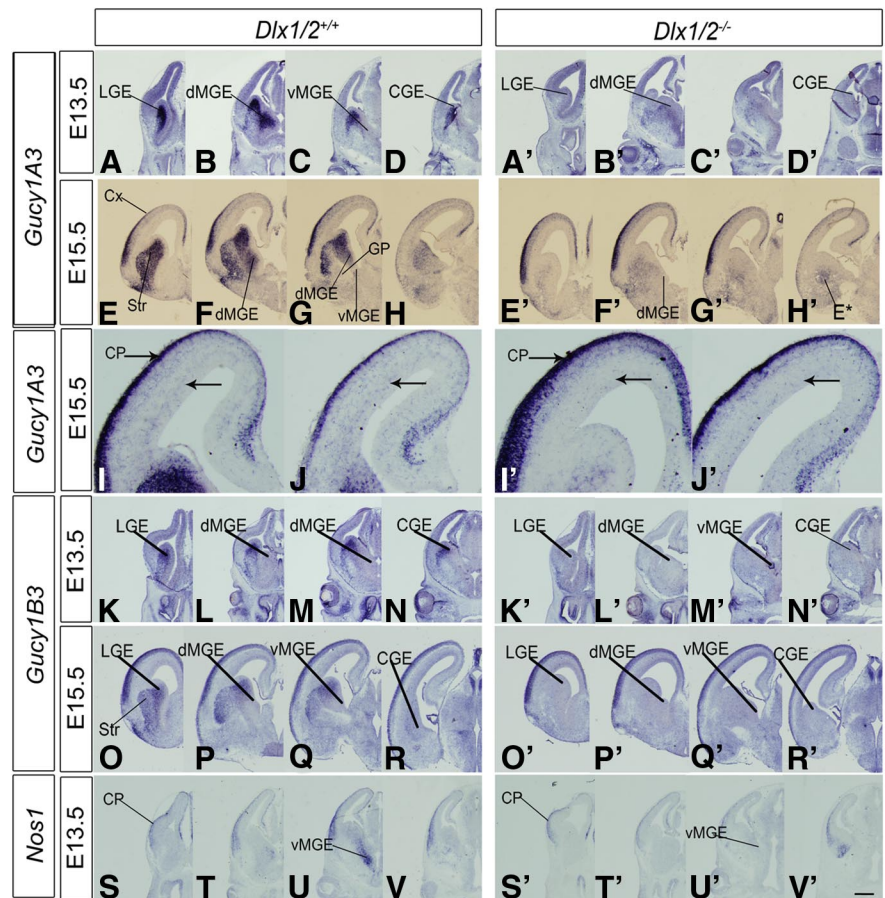 Dlx1/2+/+
Dlx1/2-/-
Gucy1A3
E13.5
LGE
dMGE
vMGE
CGE
LGE
dMGE
CGE
A
B
C
D
A’
B’
C’
D’
E15.5
Cx
Str
dMGE
dMGE
GP
vMGE
dMGE
E*
E
F
G
H
E’
F’
G’
H’
Gucy1A3
E15.5
CP
CP
I
J
I’
J’
Gucy1B3
E13.5
LGE
dMGE
dMGE
CGE
LGE
dMGE
vMGE
CGE
K
L
M
N
K’
L’
M’
N’
E15.5
LGE
dMGE
vMGE
CGE
Str
LGE
dMGE
vMGE
CGE
O
P
Q
R
O’
P’
Q’
R’
Nos1
E13.5
CP
vMGE
CP
vMGE
S
T
U
V
S’
T’
U’
V’